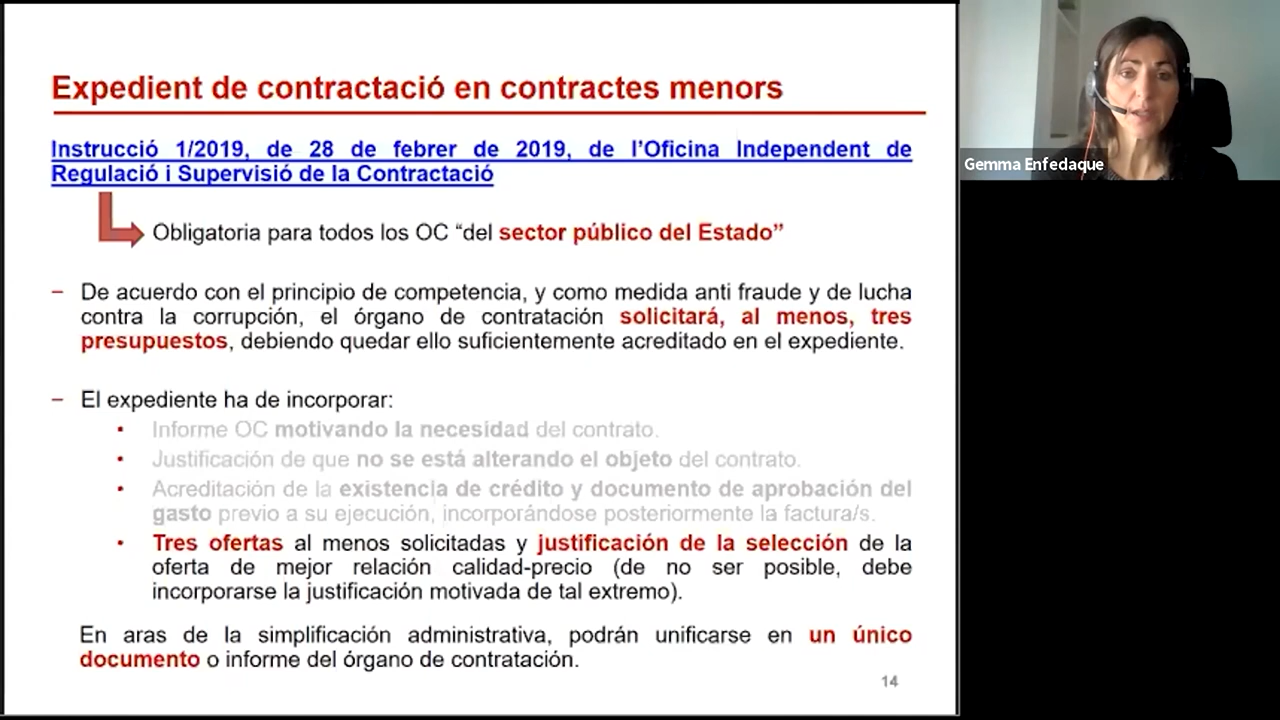 Expedient de contractació en contractes menors
Instrucció 1/2019, de 28 de febrer de 2019, de l'Oficina Independent de
Regulació i Supervisió de la Contractació
Obligatoria para todos los OC “del sector público del Estado”
– De acuerdo con el principio de competencia, y como medida anti fraude y de lucha
contra la corrupción, el órgano de contratación solicitará, al menos, tres
presupuestos, debiendo quedar ello suficientemente acreditado en el expediente.
– El expediente ha de incorporar:
• Informe OC motivando la necesidad del contrato.
• Justificación de que no se está alterando el objeto del contrato.
• Acreditación de la existencia de crédito y documento de aprobación del
gasto previo a su ejecución, incorporándose posteriormente la factura/s.
• Tres ofertas al menos solicitadas y justificación de la selección de la
oferta de mejor relación calidad-precio (de no ser posible, debe
incorporarse la justificación motivada de tal extremo).
En aras de la simplificación administrativa, podrán unificarse en un único
documento o informe del órgano de contratación.
14
Gemma Enfedaque